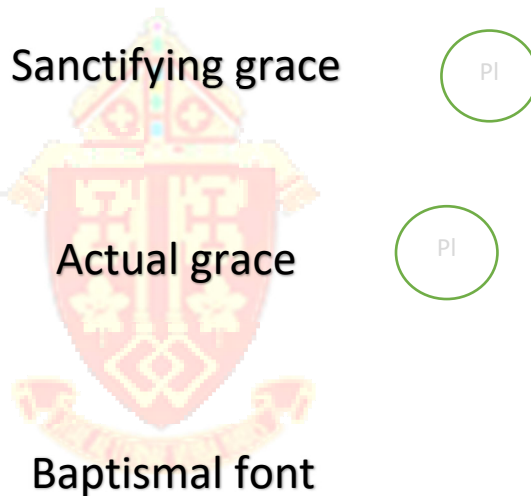 Sanctifying grace
Pl
Actual grace
Pl
Baptismal font